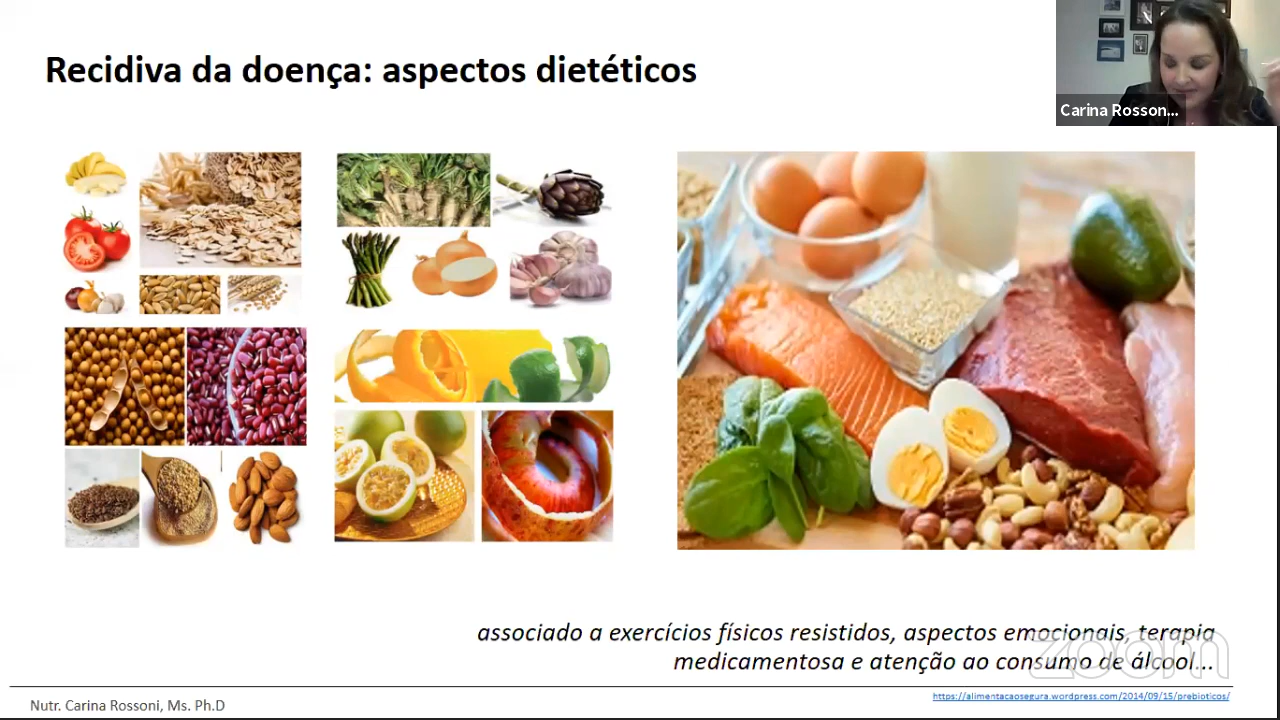 Recidiva da doença: aspectos dietéticos
Carina Rosson...
associado a exercícios físicos resistidos, aspectos emocionais, terapia
medicamentosa e atenção ao consumo de álcool...
zoom
https://alimentacaosegura.wordpress.com/2014/09/15/prebioticos/
Nutr. Carina Rossoni, Ms. Ph.D